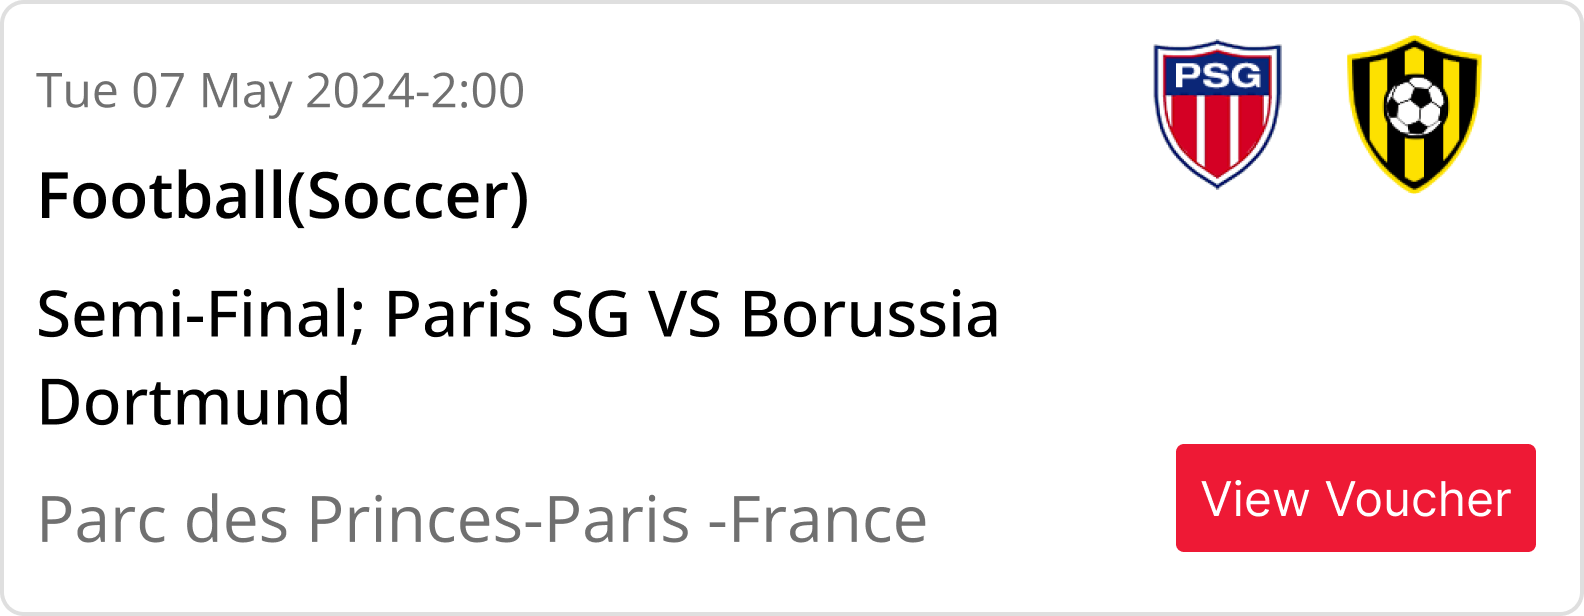 Tue 07 May 2024-2:00
PSG
Football(Soccer)
Semi-Final; Paris SG VS Borussia
Dortmund
Parc des Princes-Paris -France
View Voucher